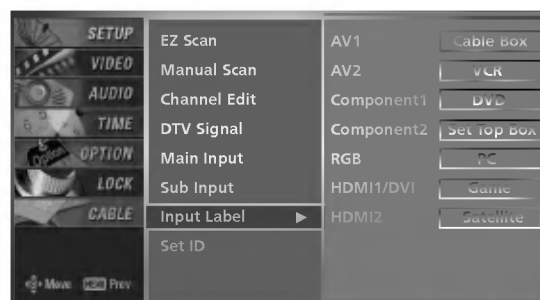 SETUP
VIDEO
AUDIO
TIME
OPTION
LOCK
CABLE
Move Prev
EZ Scan
Manual Scan
Channel Edit
DTV Signal
Main Input
Sub Input
Input Label ▶
Set ID
AV1 Cable Box
AV2 VCR
Component1 DVD
Component2 Set Top Box
RGB PC
HDMI1/DVI Game
HDMI2 Satellite